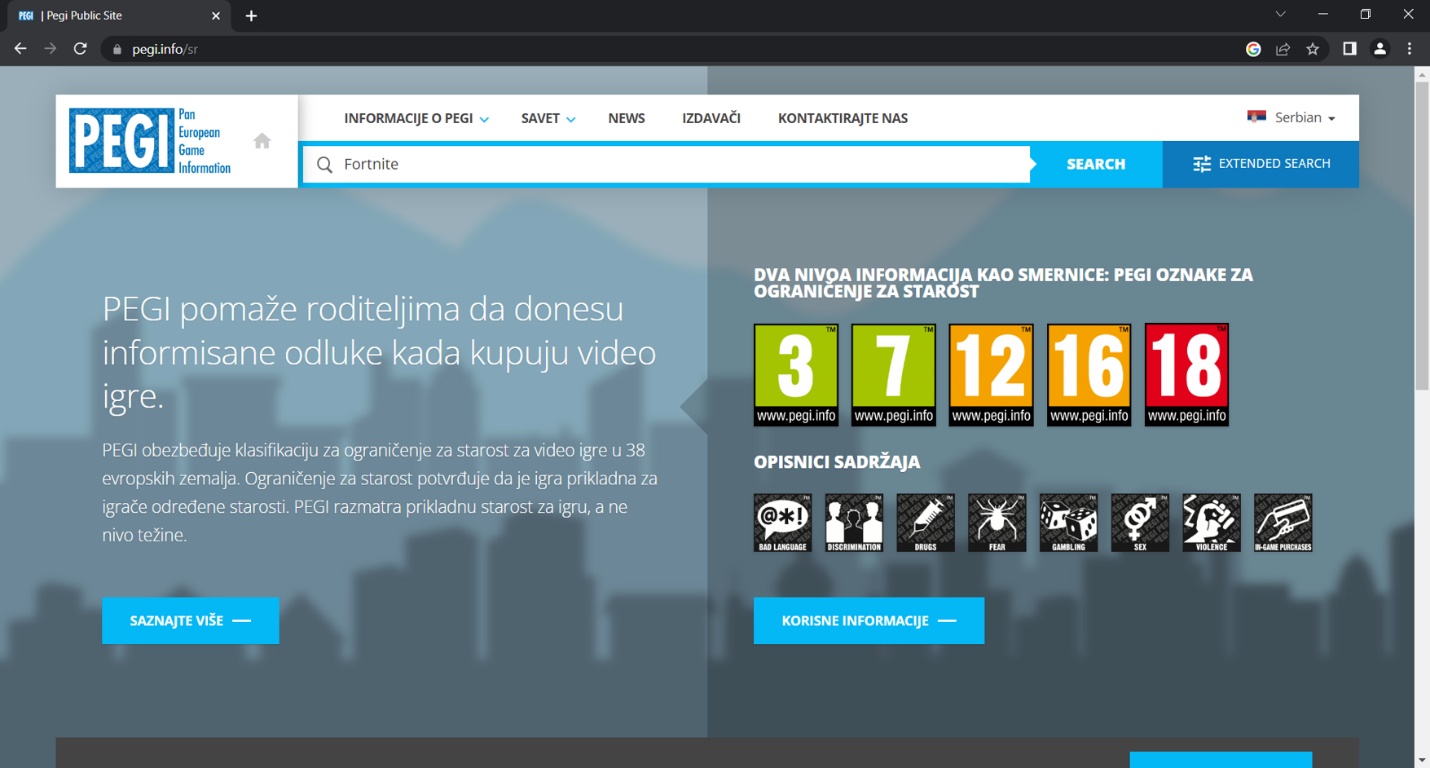 | Pegi Public Site
pegi.info/sr
PEGI
Pan
European
Game
Information
INFORMACIJE O PEGI
SAVET
NEWS
IZDAVAČI
KONTAKTIRAJTE NAS
Serbian
Fortnite
SEARCH
EXTENDED SEARCH
PEGI pomaže roditeljima da donesu
informisane odluke kada kupuju video
igre.
PEGI obezbeđuje klasifikaciju za ograničenje za starost za video igre u 38
evropskih zemalja. Ograničenje za starost potvrđuje da je igra prikladna za
igrače određene starosti. PEGI razmatra prikladnu starost za igru, a ne
nivo težine.
SAZNAJTE VIŠE
DVA NIVOA INFORMACIJA KAO SMERNICE: PEGI OZNAKE ZA
OGRANIČENJE ZA STAROST
3 7 12 16 18
www.pegi.info www.pegi.info www.pegi.info www.pegi.info www.pegi.info
OPISNICI SADRŽAJA
@*!
BAD LANGUAGE DISCRIMINATION DRUGS FEAR GAMBLING SEX VIOLENCE IN-GAME PURCHASES
KORISNE INFORMACIJE